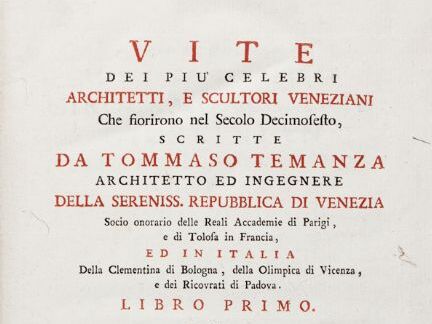 VITE
DEI PIU' CELEBRI
ARCHITETTI, E SCULTORI VENEZIANI
Che fiorirono nel Secolo Decimoſeſto,
SCRITTE
DA TOMMASO TEMANZA
ARCHITETTO ED INGEGNERE
DELLA SERENISS. REPUBBLICA DI VENEZIA
Socio onorario delle Reali Accademie di Parigi,
e di Toloſa in Francia,
ED IN ITALIA
Della Clementina di Bologna, della Olimpica di Vicenza,
e dei Ricovrati di Padova.
LIBRO PRIMO.